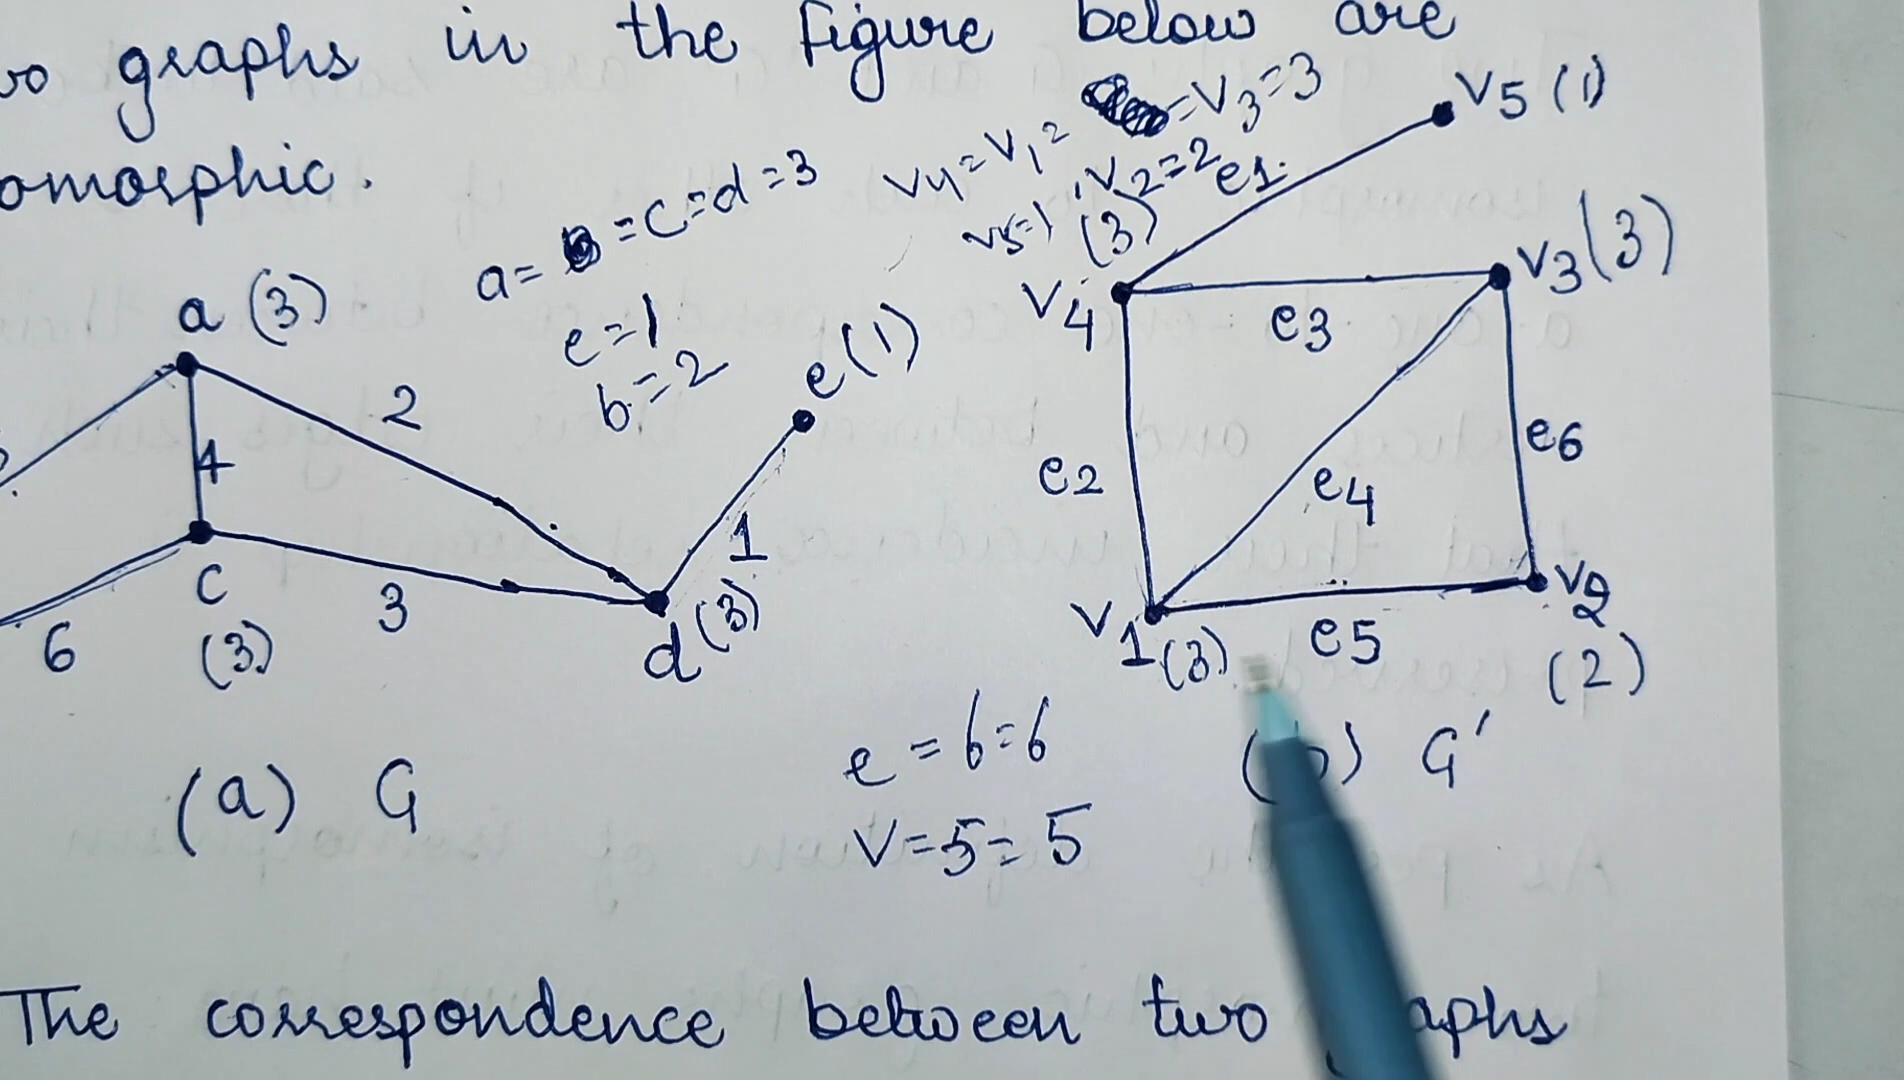 graphs in the figure below are
omorphic.
= V3 = 3
V4 = V1 2
, V2 = 2
V5 = 1
a = = c = d = 3
e = 1
b = 2
a (3)
2
4
c
(3)
3
6
e (1)
1
d (3)
V5 (1)
e1
(3)
V4
V3 (3)
e3
e2
e4
e6
V1 (3)
e5
V2
(2)
(a) G
e = 6 = 6
V = 5 = 5
(b) G'
The correspondence between two graphs